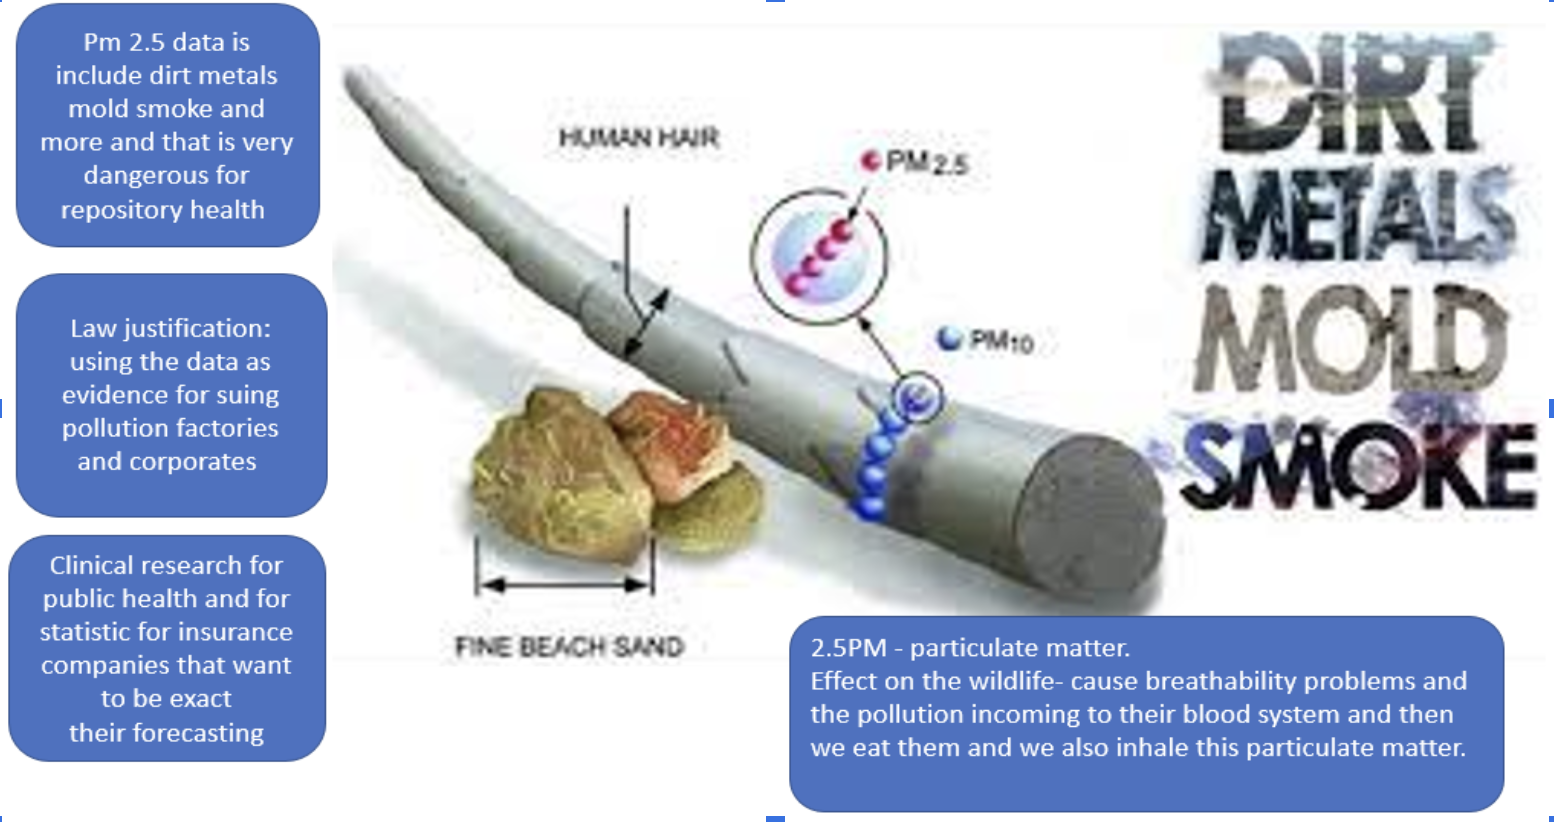 Pm 2.5 data is
include dirt metals
mold smoke and
more and that is very
dangerous for
repository health
Law justification:
using the data as
evidence for suing
pollution factories
and corporates
Clinical research for
public health and for
statistic for insurance
companies that want
to be exact
their forecasting
HUMAN HAIR
PM2.5
PM10
FINE BEACH SAND
DIRT
METALS
MOLD
SMOKE
2.5PM - particulate matter.
Effect on the wildlife- cause breathability problems and
the pollution incoming to their blood system and then
we eat them and we also inhale this particulate matter.